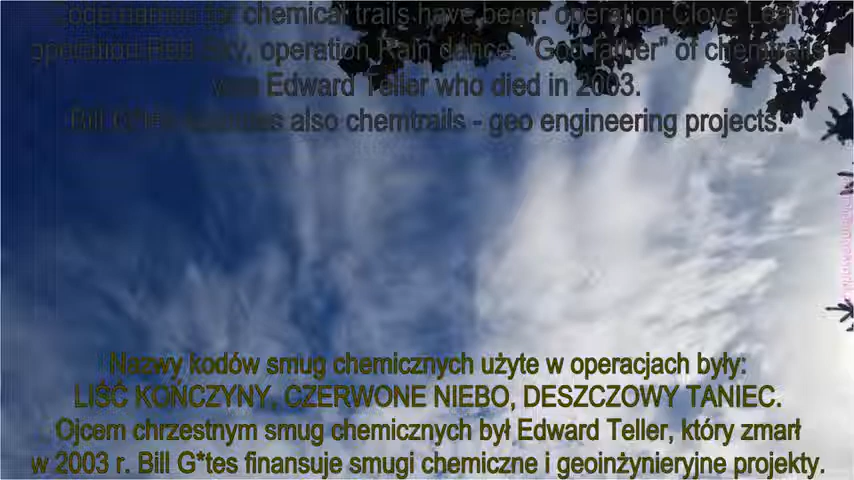 Codenames for chemical trails have been: operation Clove Leaf,
operation Red Sky, operation Rain dance. "God father" of chemtrails
was Edward Teller who died in 2003.
Bill G*tes finances also chemtrails - geo engineering projects.
Nazwy kodów smug chemicznych użyte w operacjach były:
LIŚĆ KOŃCZYNY, CZERWONE NIEBO, DESZCZOWY TANIEC.
Ojcem chrzestnym smug chemicznych był Edward Teller, który zmarł
w 2003 r. Bill G*tes finansuje smugi chemiczne i geoinżynieryjne projekty.